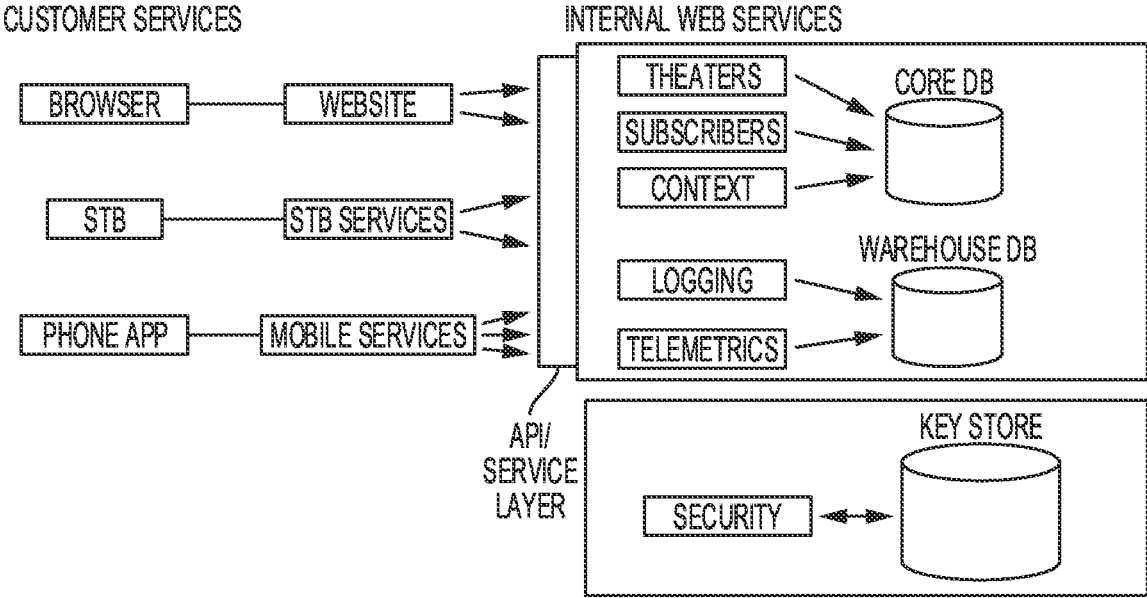 CUSTOMER SERVICES
BROWSER
WEBSITE
STB
STB SERVICES
PHONE APP
MOBILE SERVICES
API/
SERVICE
LAYER
INTERNAL WEB SERVICES
THEATERS
SUBSCRIBERS
CONTEXT
CORE DB
LOGGING
TELEMETRICS
WAREHOUSE DB
SECURITY
KEY STORE